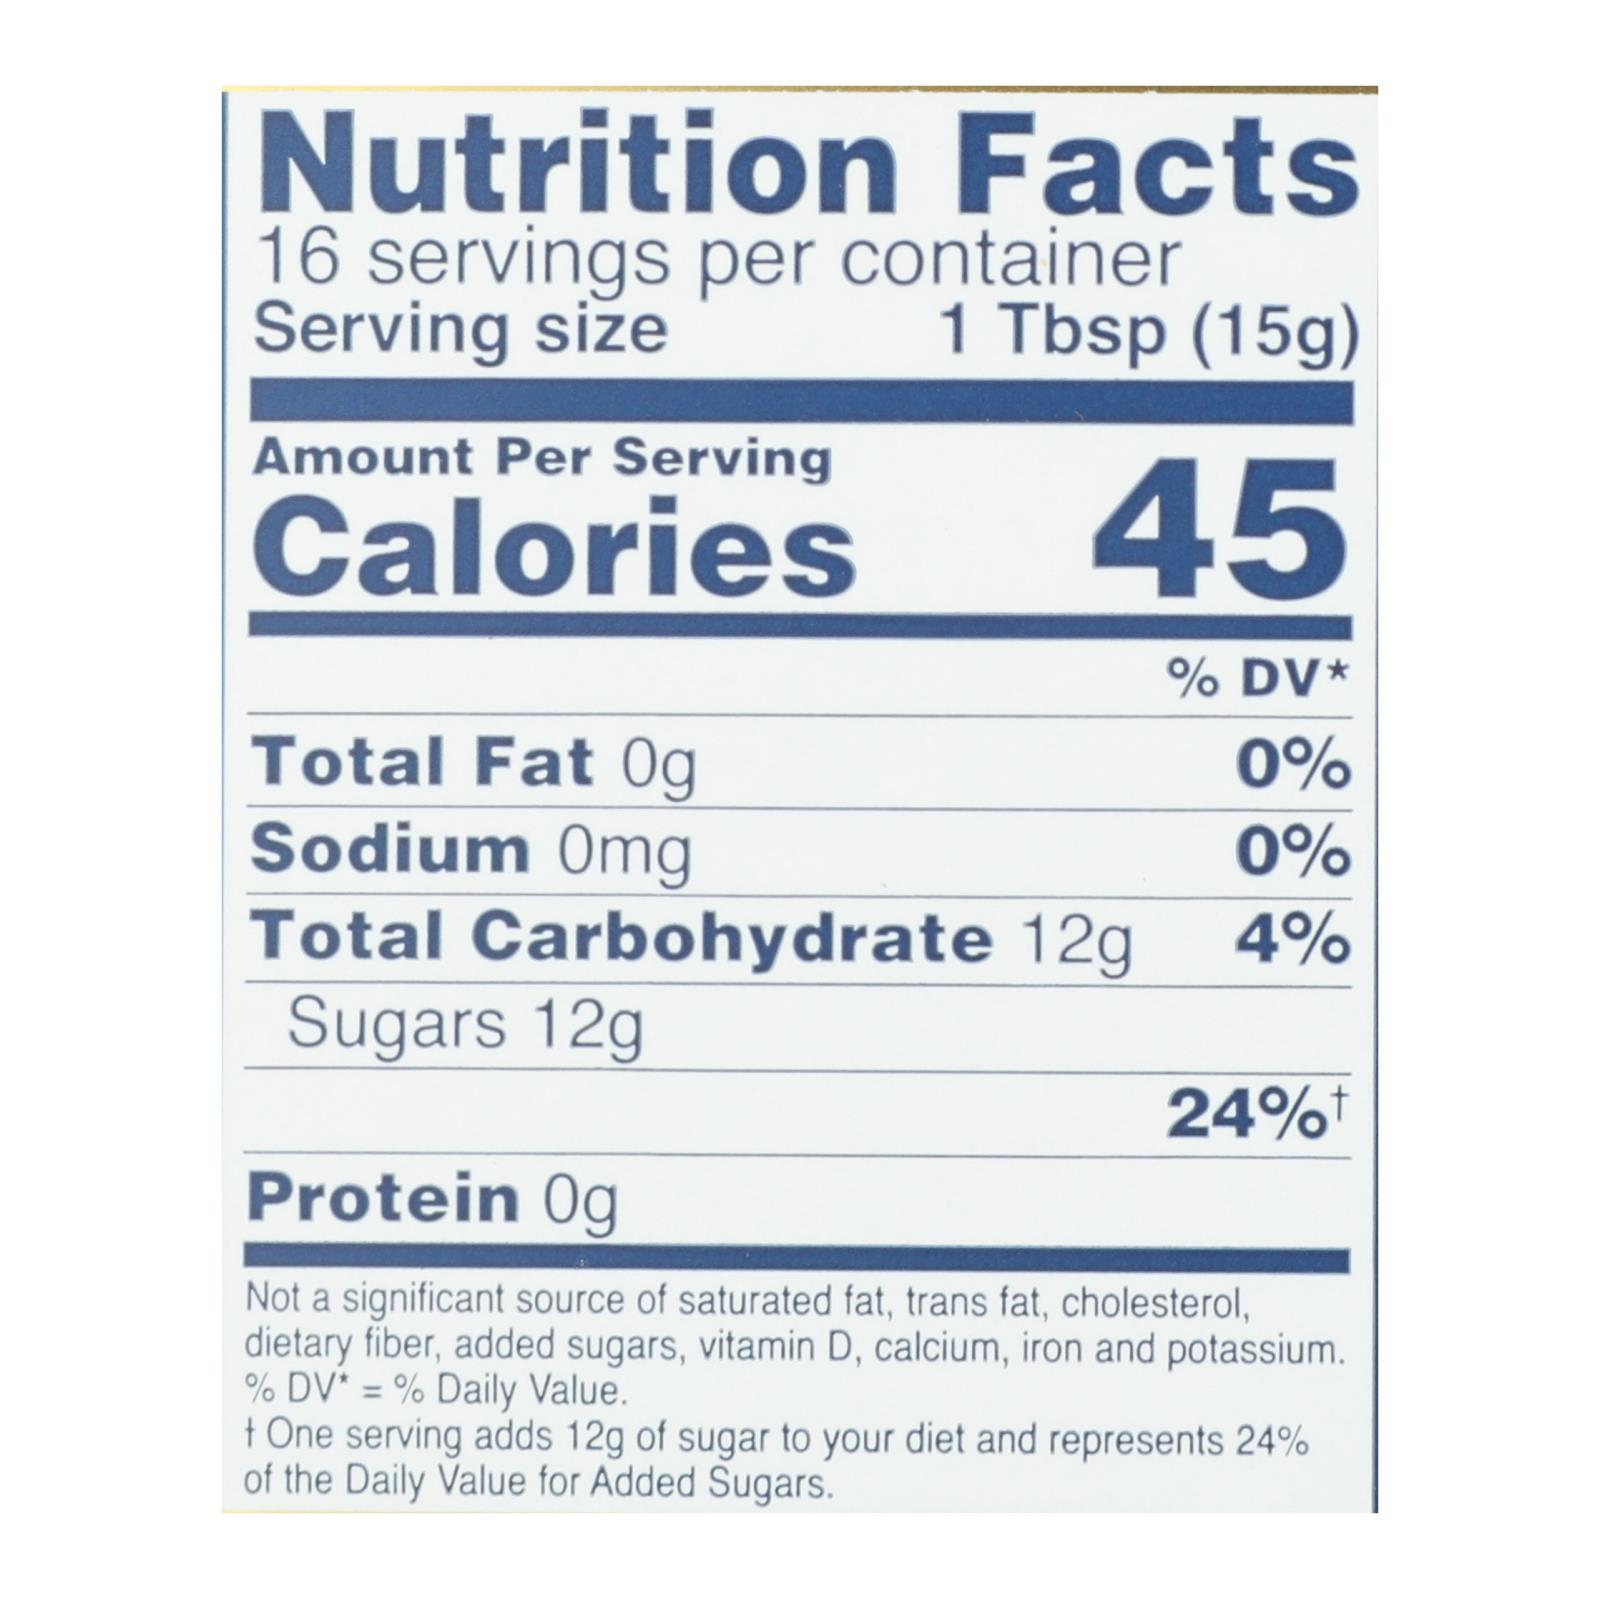 Nutrition Facts
16 servings per container
Serving size 1 Tbsp (15g)
Amount Per Serving
Calories 45
% DV*
Total Fat 0g 0%
Sodium 0mg 0%
Total Carbohydrate 12g 4%
Sugars 12g
24%†
Protein 0g
Not a significant source of saturated fat, trans fat, cholesterol,
dietary fiber, added sugars, vitamin D, calcium, iron and potassium.
% DV* = % Daily Value.
† One serving adds 12g of sugar to your diet and represents 24%
of the Daily Value for Added Sugars.